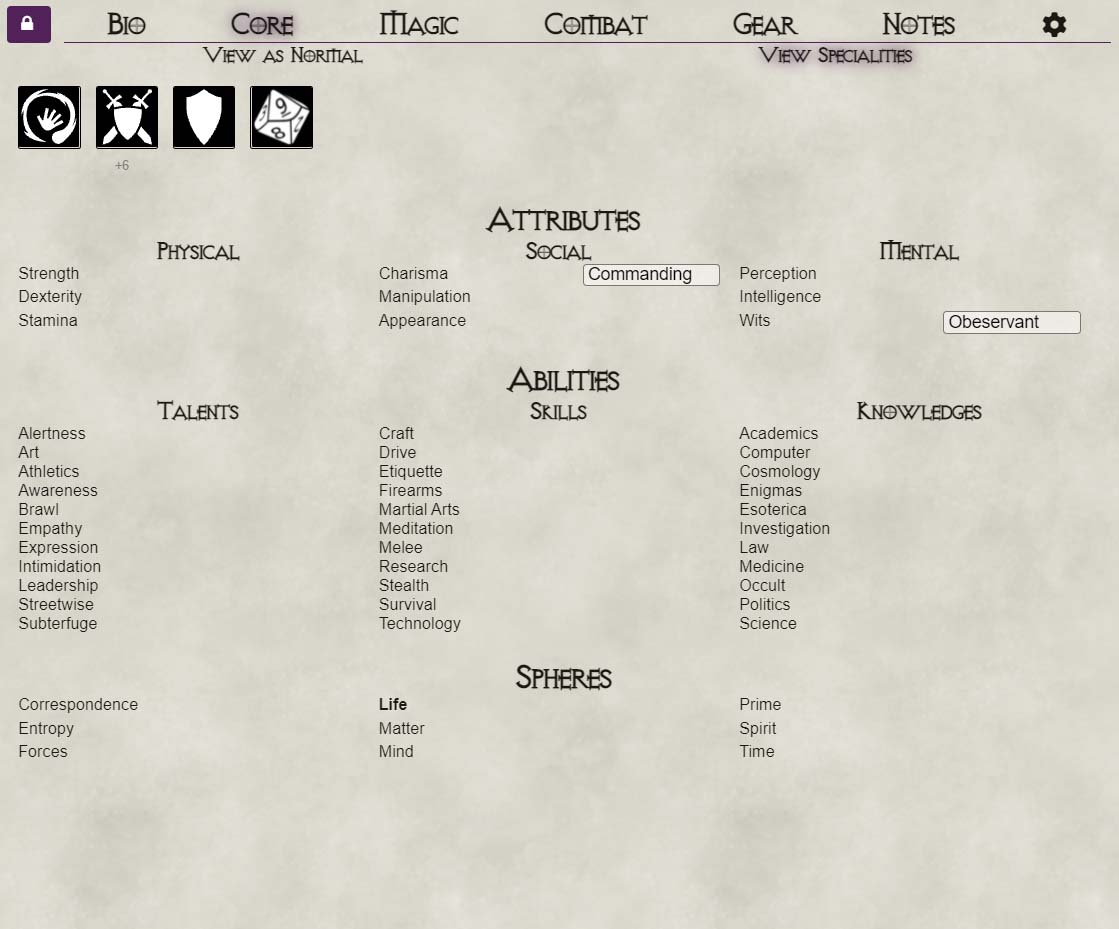 Bio Core Magic Combat Gear Notes
View as Normal View Specialities
9 8
+6
Attributes
Physical Social Mental
Strength Charisma Commanding Perception
Dexterity Manipulation Intelligence
Stamina Appearance Wits Obeservant
Abilities
Talents Skills Knowledges
Alertness Craft Academics
Art Drive Computer
Athletics Etiquette Cosmology
Awareness Firearms Enigmas
Brawl Martial Arts Esoterica
Empathy Meditation Investigation
Expression Melee Law
Intimidation Research Medicine
Leadership Stealth Occult
Streetwise Survival Politics
Subterfuge Technology Science
Spheres
Correspondence Life Prime
Entropy Matter Spirit
Forces Mind Time